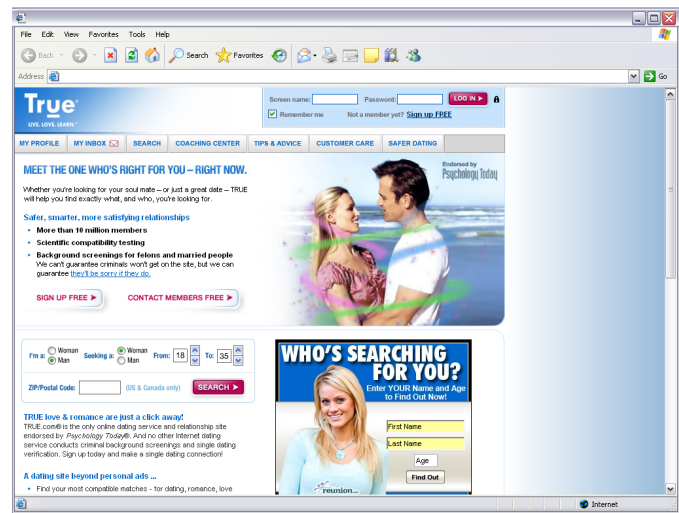 File Edit View Favorites Tools Help
Back Search Favorites
Address Go
True
LIVE. LOVE. LEARN.
Screen name: Password: LOG IN
Remember me Not a member yet? Sign up FREE
MY PROFILE MY INBOX SEARCH COACHING CENTER TIPS & ADVICE CUSTOMER CARE SAFER DATING
MEET THE ONE WHO'S RIGHT FOR YOU – RIGHT NOW.
Endorsed by
Psychology Today
Whether you're looking for your soul mate – or just a great date – TRUE
will help you find exactly what, and who, you're looking for.
Safer, smarter, more satisfying relationships
• More than 10 million members
• Scientific compatibility testing
• Background screenings for felons and married people
We can't guarantee criminals won't get on the site, but we can
guarantee they'll be sorry if they do.
SIGN UP FREE CONTACT MEMBERS FREE
I'm a: Woman Man Seeking a: Woman Man From: 18 To: 35
ZIP/Postal Code: (US & Canada only) SEARCH
TRUE love & romance are just a click away!
TRUE.com® is the only online dating service and relationship site
endorsed by Psychology Today®. And no other Internet dating
service conducts criminal background screenings and single dating
verification. Sign up today and make a single dating connection!
A dating site beyond personal ads ...
• Find your most compatible matches - for dating, romance, love
WHO'S SEARCHING
FOR YOU?
Enter YOUR Name and Age
to Find Out Now!
First Name
Last Name
Age
Find Out
reunion
Internet